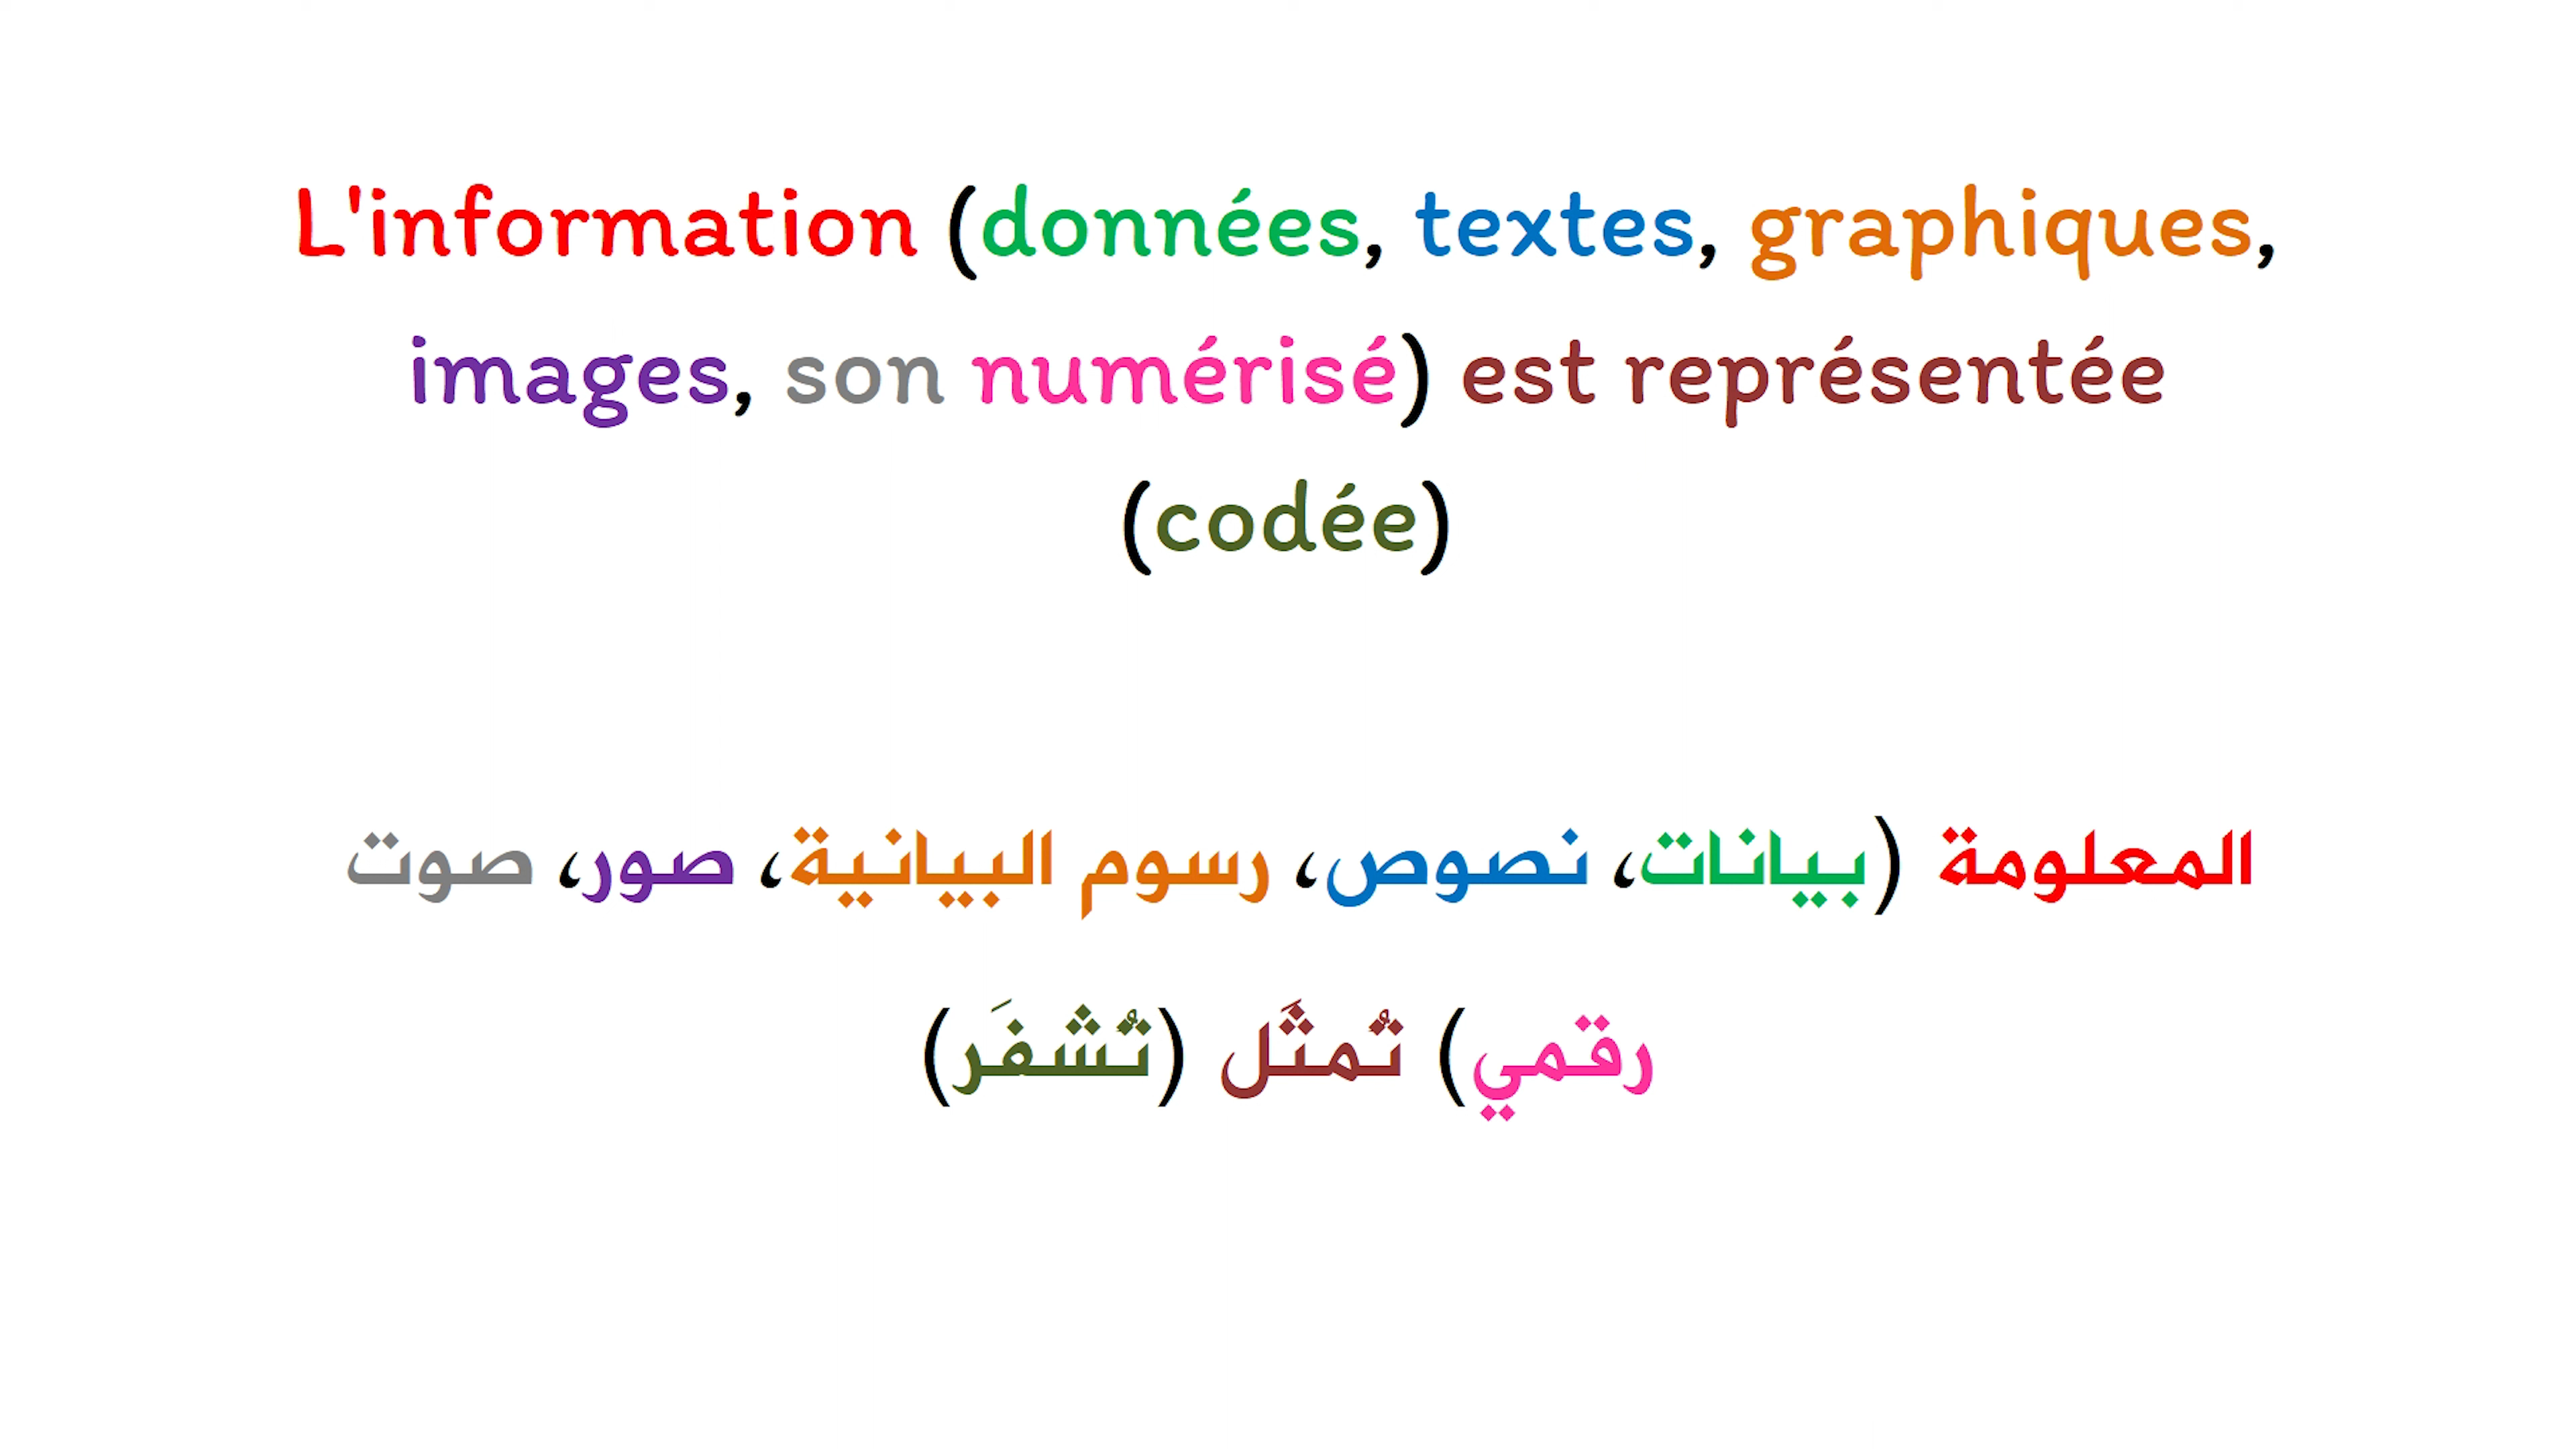 L'information (données, textes, graphiques,
images, son numérisé) est représentée
(codée)
المعلومة (بيانات، نصوص، رسوم البيانية، صور، صوت
رقمي) تُمثَل (تُشفَر)